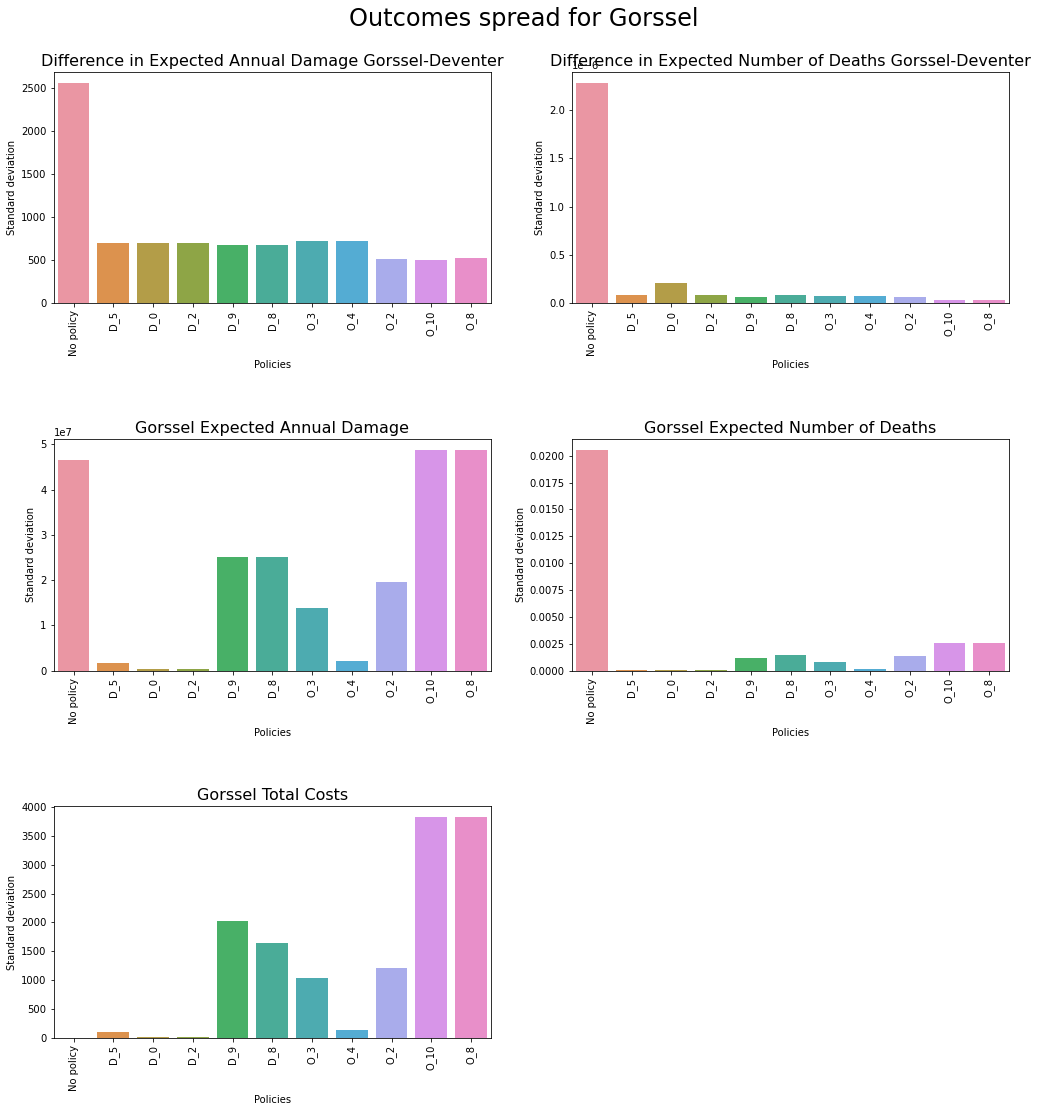 Outcomes spread for Gorssel
Difference in Expected Annual Damage Gorssel-Deventer
Standard deviation
2500
2000
1500
1000
500
0
No policy D_5 D_0 D_2 D_9 D_8 O_3 O_4 O_2 O_10 O_8
Policies
Difference in Expected Number of Deaths Gorssel-Deventer
Standard deviation
2.0
1.5
1.0
0.5
0.0
No policy D_5 D_0 D_2 D_9 D_8 O_3 O_4 O_2 O_10 O_8
Policies
Gorssel Expected Annual Damage
1e7
Standard deviation
5
4
3
2
1
0
No policy D_5 D_0 D_2 D_9 D_8 O_3 O_4 O_2 O_10 O_8
Policies
Gorssel Expected Number of Deaths
Standard deviation
0.0200
0.0175
0.0150
0.0125
0.0100
0.0075
0.0050
0.0025
0.0000
No policy D_5 D_0 D_2 D_9 D_8 O_3 O_4 O_2 O_10 O_8
Policies
Gorssel Total Costs
Standard deviation
4000
3500
3000
2500
2000
1500
1000
500
0
No policy D_5 D_0 D_2 D_9 D_8 O_3 O_4 O_2 O_10 O_8
Policies